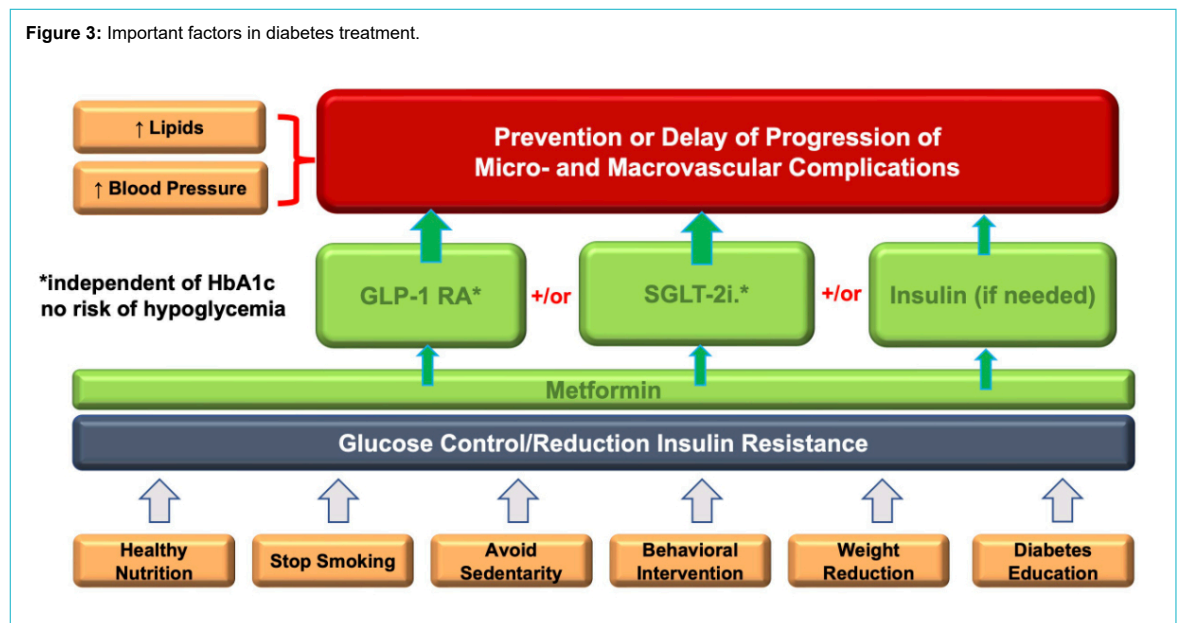 Figure 3: Important factors in diabetes treatment.
↑ Lipids
↑ Blood Pressure
Prevention or Delay of Progression of
Micro- and Macrovascular Complications
*independent of HbA1c
no risk of hypoglycemia
GLP-1 RA*
+/or
SGLT-2i.*
+/or
Insulin (if needed)
Metformin
Glucose Control/Reduction Insulin Resistance
Healthy
Nutrition
Stop Smoking
Avoid
Sedentarity
Behavioral
Intervention
Weight
Reduction
Diabetes
Education